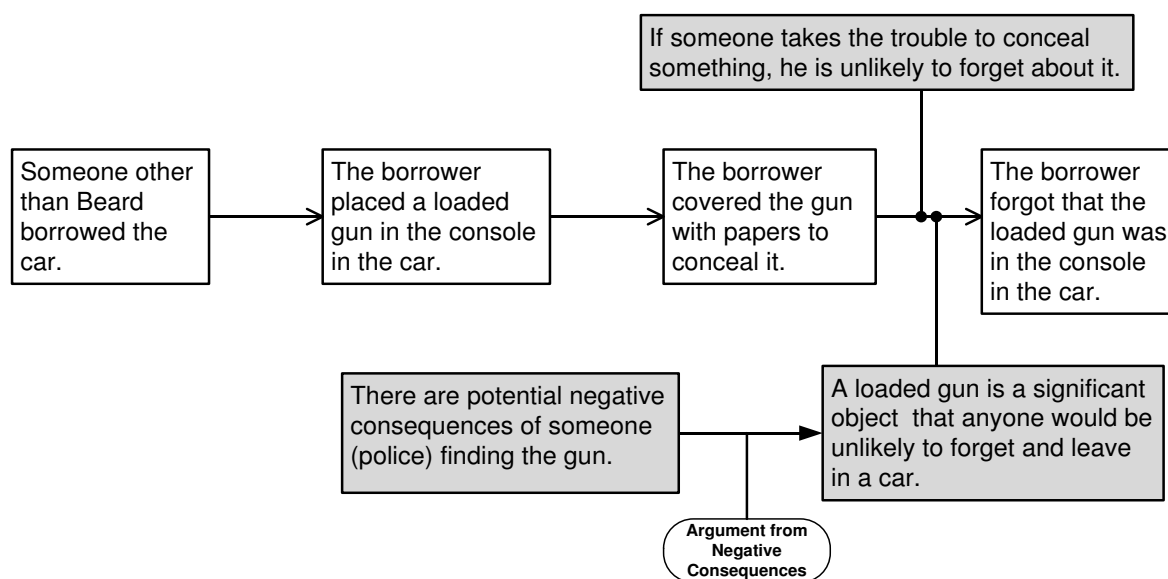 If someone takes the trouble to conceal
something, he is unlikely to forget about it.
Someone other
than Beard
borrowed the
car.
The borrower
placed a loaded
gun in the console
in the car.
The borrower
covered the gun
with papers to
conceal it.
The borrower
forgot that the
loaded gun was
in the console
in the car.
There are potential negative
consequences of someone
(police) finding the gun.
A loaded gun is a significant
object that anyone would be
unlikely to forget and leave
in a car.
Argument from
Negative
Consequences